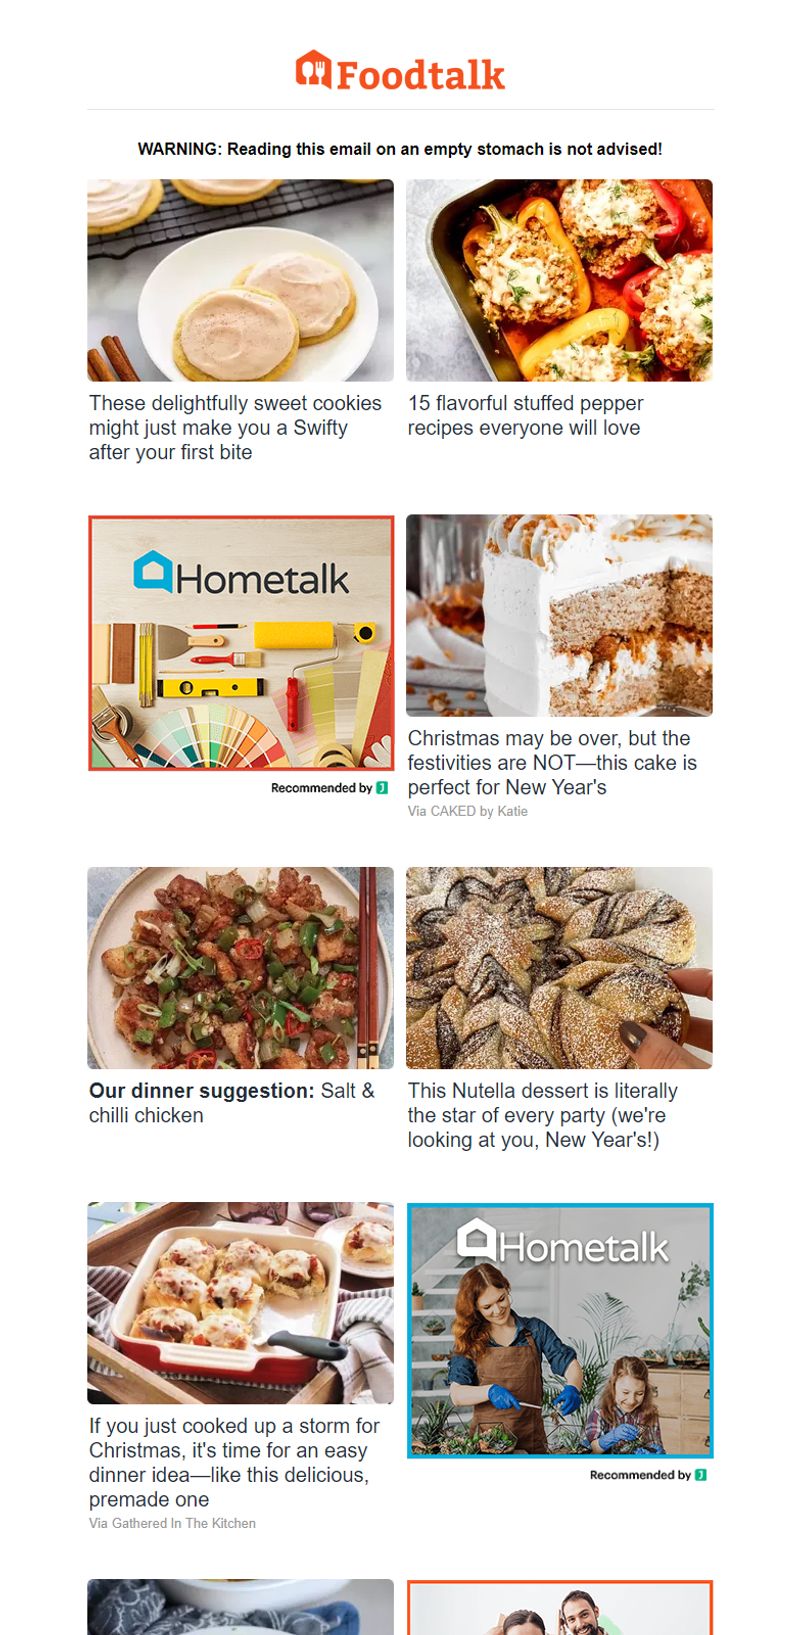 Foodtalk
WARNING: Reading this email on an empty stomach is not advised!
These delightfully sweet cookies
might just make you a Swifty
after your first bite
15 flavorful stuffed pepper
recipes everyone will love
Hometalk
Recommended by J
Christmas may be over, but the
festivities are NOT—this cake is
perfect for New Year's
Via CAKED by Katie
Our dinner suggestion: Salt &
chilli chicken
This Nutella dessert is literally
the star of every party (we're
looking at you, New Year's!)
If you just cooked up a storm for
Christmas, it's time for an easy
dinner idea—like this delicious,
premade one
Via Gathered In The Kitchen
Hometalk
Recommended by J